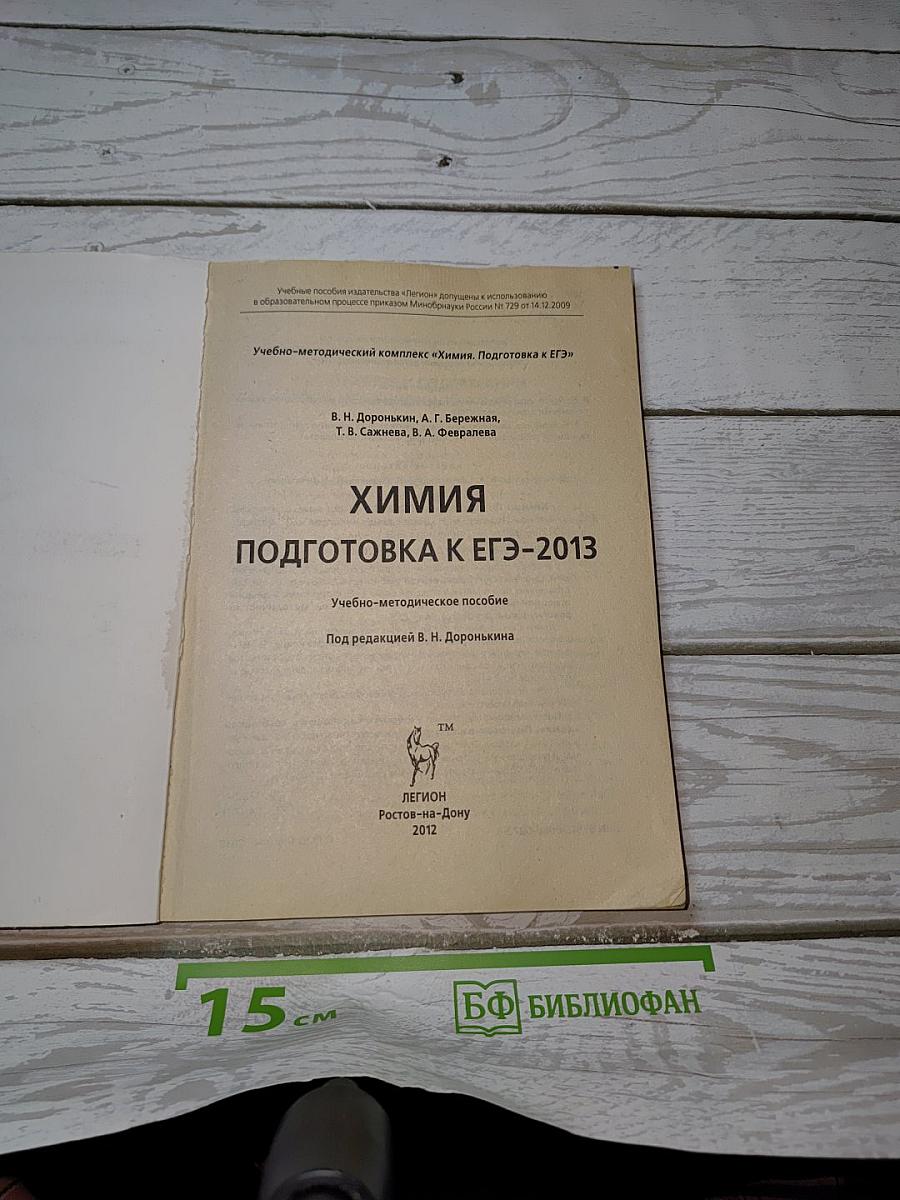 Учебные пособия издательства «Легион» допущены к использованию
в образовательном процессе приказом Минобрнауки России № 729 от 14.12.2009
Учебно-методический комплекс «Химия. Подготовка к ЕГЭ»
В. Н. Доронькин, А. Г. Бережная,
Т. В. Сажнева, В. А. Февралева
ХИМИЯ
ПОДГОТОВКА К ЕГЭ-2013
Учебно-методическое пособие
Под редакцией В. Н. Доронькина
TM
ЛЕГИОН
Ростов-на-Дону
2012
15 см
БФ БИБЛИОФАН